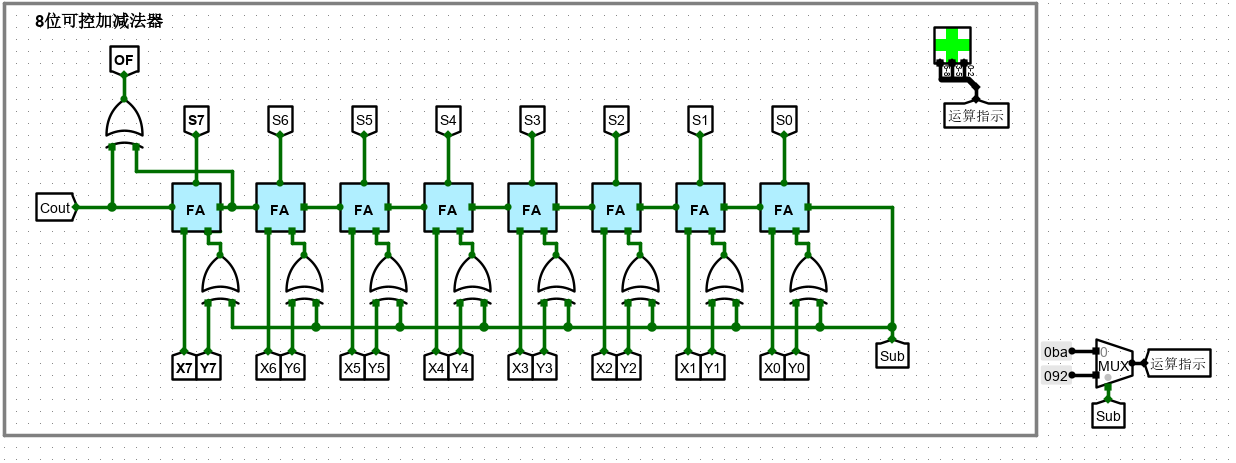 8位可控加减法器
OF
S7 S6 S5 S4 S3 S2 S1 S0
运算指示
Cout FA FA FA FA FA FA FA FA
X7 Y7 X6 Y6 X5 Y5 X4 Y4 X3 Y3 X2 Y2 X1 Y1 X0 Y0
Sub
0ba 0
092 MUX 运算指示
Sub